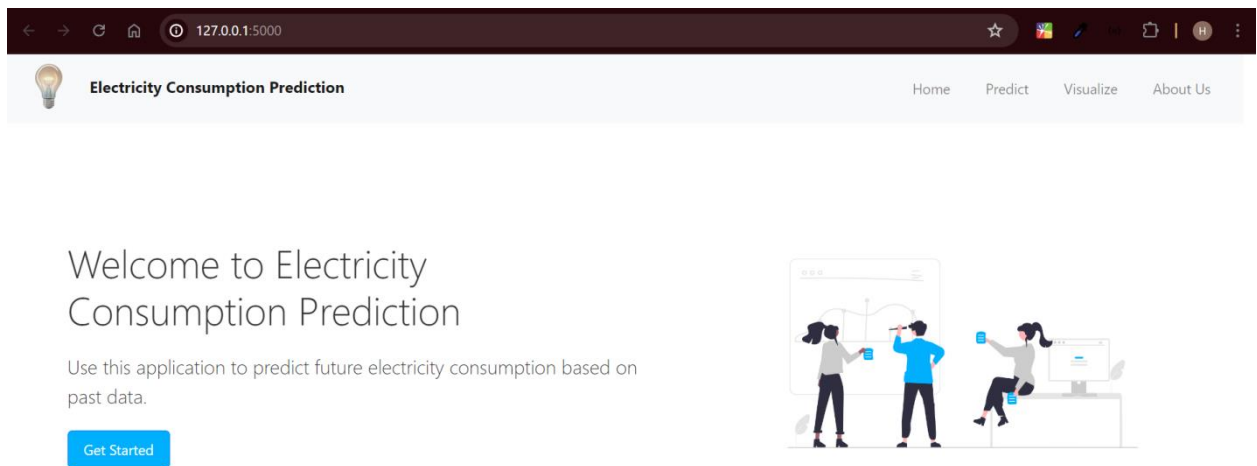 127.0.0.1:5000
H
Electricity Consumption Prediction
Home Predict Visualize About Us
Welcome to Electricity
Consumption Prediction
Use this application to predict future electricity consumption based on
past data.
Get Started